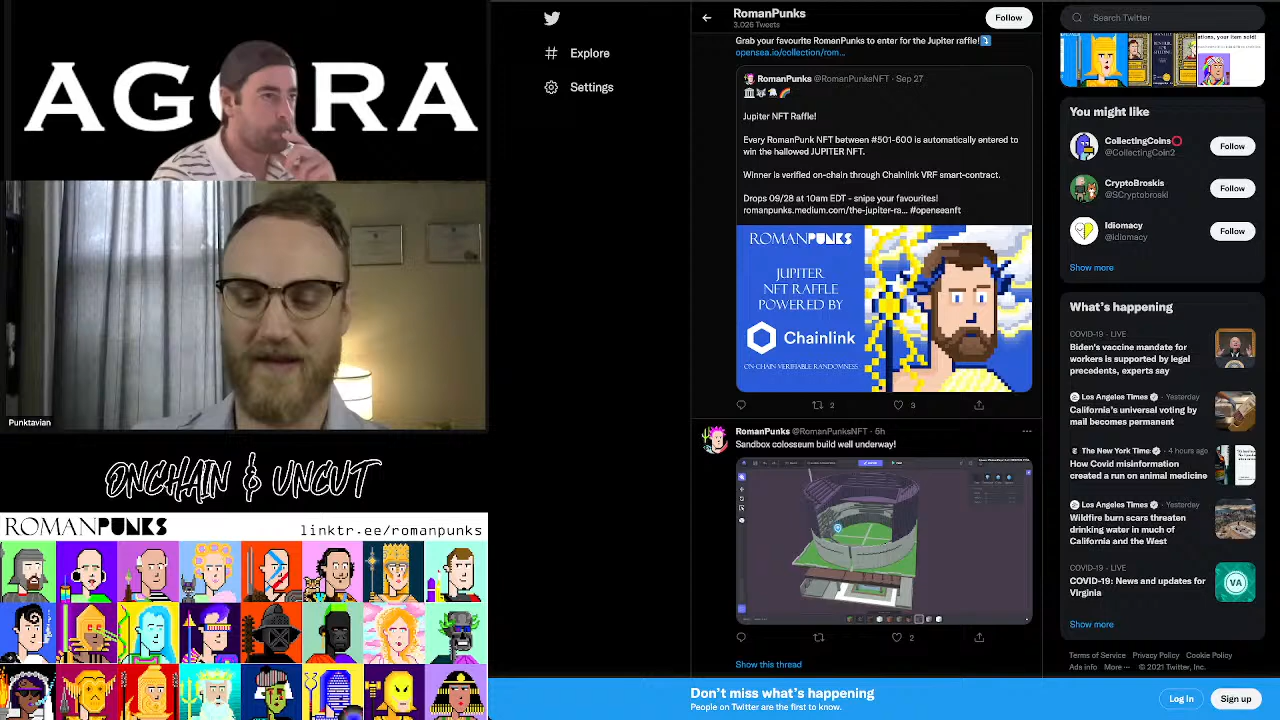 AGORA
Punktavian
ONCHAIN & UNCUT
ROMANPUNKS
linktr.ee/romanpunks
Explore
Settings
RomanPunks
3,026 Tweets
Follow
Grab your favourite RomanPunks to enter for the Jupiter raffle!
opensea.io/collection/rom…
RomanPunks @RomanPunksNFT · Sep 27
Jupiter NFT Raffle!
Every RomanPunk NFT between #501-600 is automatically entered to
win the hallowed JUPITER NFT.
Winner is verified on-chain through Chainlink VRF smart-contract.
Drops 09/28 at 10am EDT - snipe your favourites!
romanpunks.medium.com/the-jupiter-ra… #openseanft
ROMANPUNKS
JUPITER
NFT RAFFLE
POWERED BY
Chainlink
ON-CHAIN VERIFIABLE RANDOMNESS
2
3
RomanPunks @RomanPunksNFT · 5h
Sandbox colosseum build well underway!
2
Show this thread
Search Twitter
You might like
CollectingCoins
@CollectingCoin2
Follow
CryptoBroskis
@SCryptobroski
Follow
Idiomacy
@idiomacy
Follow
Show more
What's happening
COVID-19 · LIVE
Biden's vaccine mandate for
workers is supported by legal
precedents, experts say
Los Angeles Times · Yesterday
California's universal voting by
mail becomes permanent
The New York Times · 4 hours ago
How Covid misinformation
created a run on animal medicine
Los Angeles Times · Yesterday
Wildfire burn scars threaten
drinking water in much of
California and the West
COVID-19 · LIVE
COVID-19: News and updates for
Virginia
VA
Show more
Terms of Service Privacy Policy Cookie Policy
Ads info More ··· © 2021 Twitter, Inc.
Don't miss what's happening
People on Twitter are the first to know.
Log in
Sign up